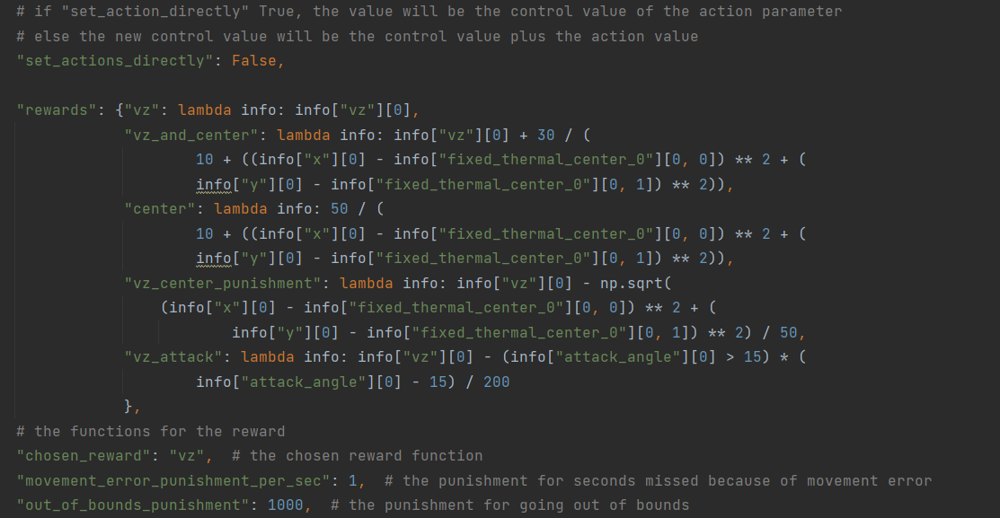 # if "set_action_directly" True, the value will be the control value of the action parameter
# else the new control value will be the control value plus the action value
"set_actions_directly": False,
"rewards": {"vz": lambda info: info["vz"][0],
"vz_and_center": lambda info: info["vz"][0] + 30 / (
10 + ((info["x"][0] - info["fixed_thermal_center_0"][0, 0]) ** 2 + (
info["y"][0] - info["fixed_thermal_center_0"][0, 1]) ** 2)),
"center": lambda info: 50 / (
10 + ((info["x"][0] - info["fixed_thermal_center_0"][0, 0]) ** 2 + (
info["y"][0] - info["fixed_thermal_center_0"][0, 1]) ** 2)),
"vz_center_punishment": lambda info: info["vz"][0] - np.sqrt(
(info["x"][0] - info["fixed_thermal_center_0"][0, 0]) ** 2 + (
info["y"][0] - info["fixed_thermal_center_0"][0, 1]) ** 2) / 50,
"vz_attack": lambda info: info["vz"][0] - (info["attack_angle"][0] > 15) * (
info["attack_angle"][0] - 15) / 200
},
# the functions for the reward
"chosen_reward": "vz",  # the chosen reward function
"movement_error_punishment_per_sec": 1,  # the punishment for seconds missed because of movement error
"out_of_bounds_punishment": 1000,  # the punishment for going out of bounds